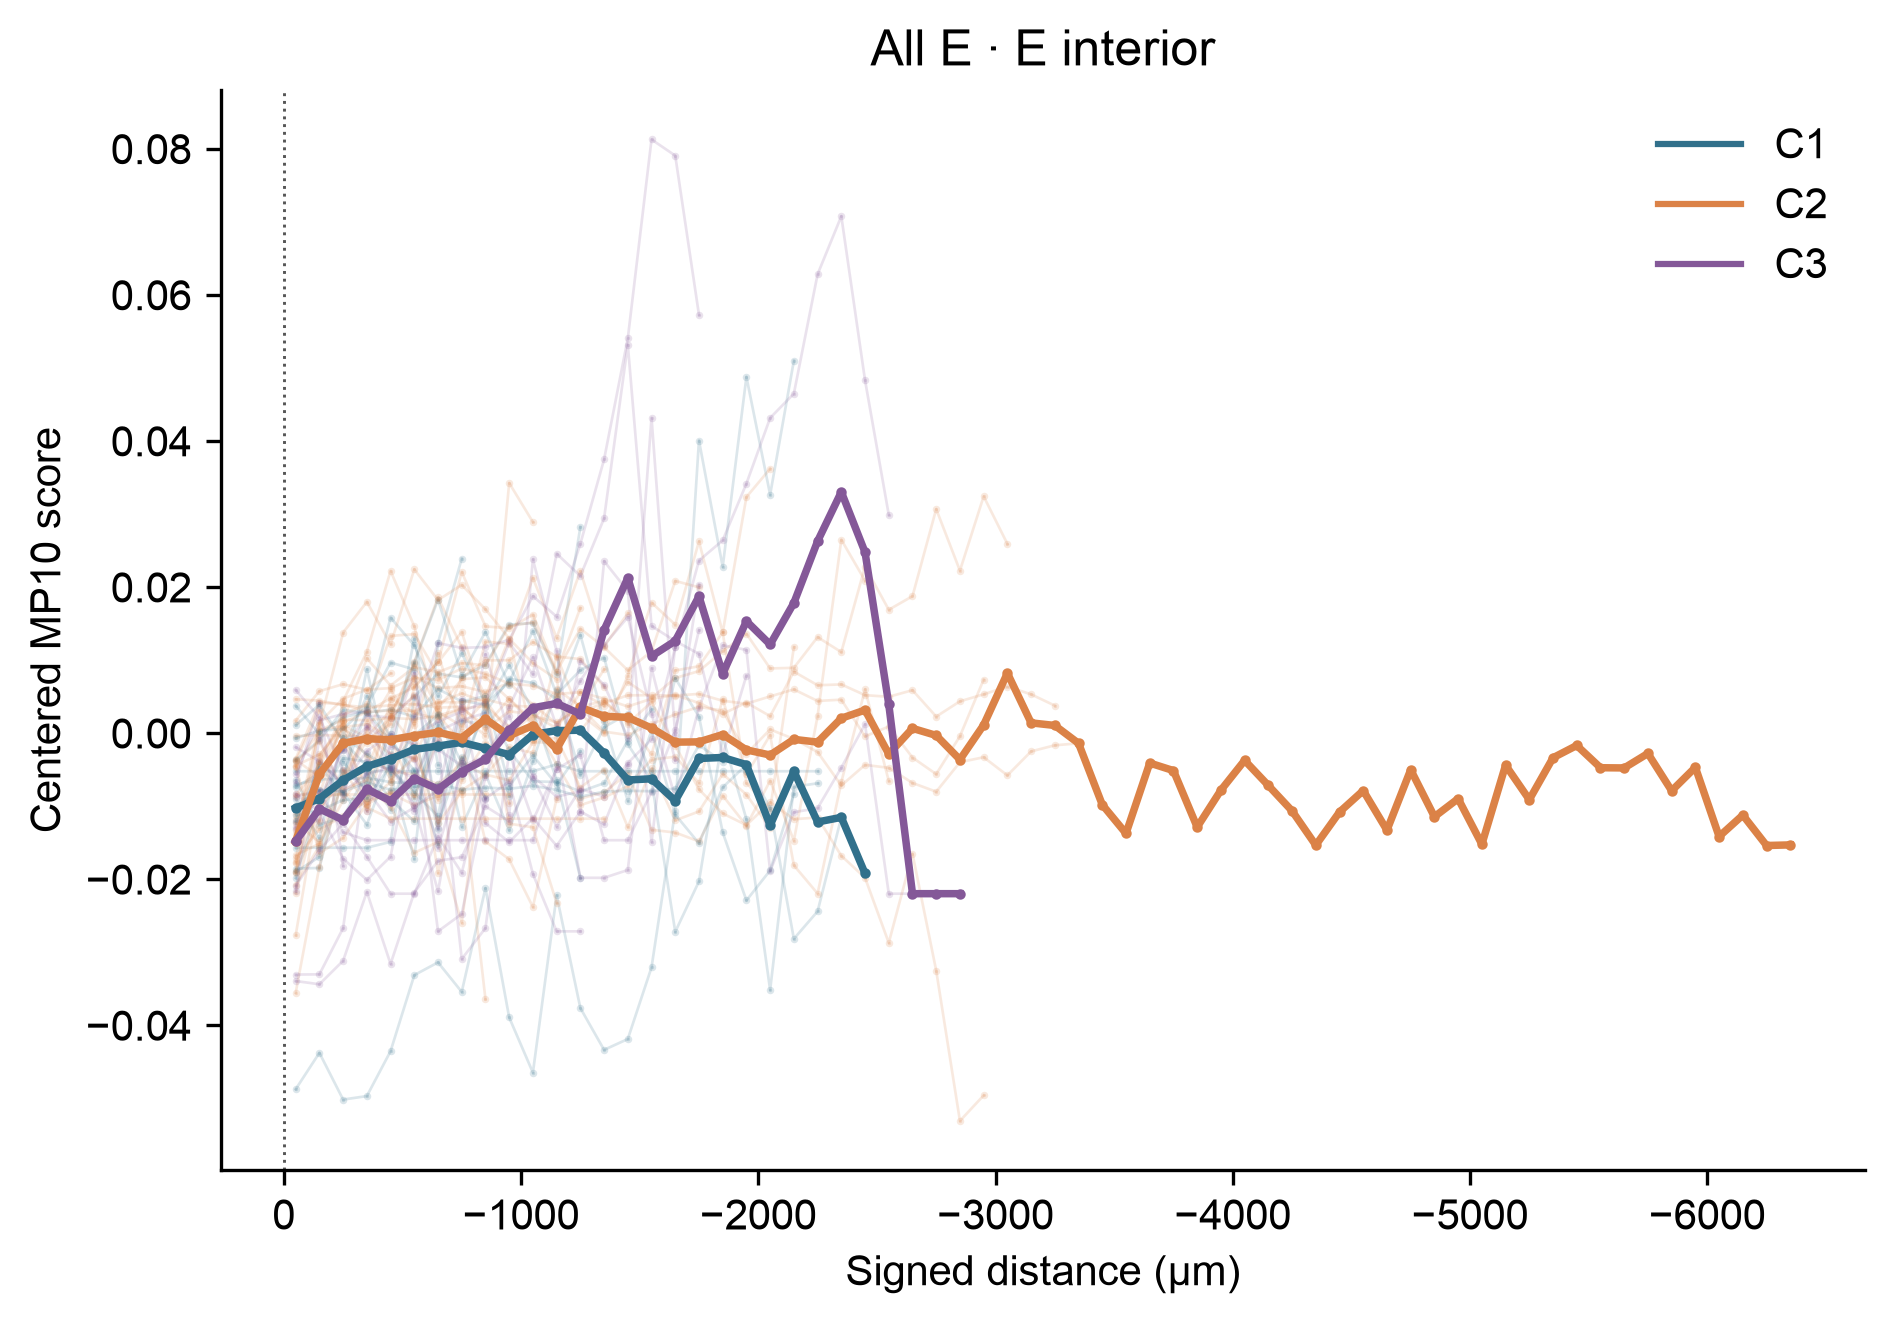 All E · E interior
C1
C2
C3
0.08
0.06
0.04
0.02
0.00
−0.02
−0.04
Centered MP10 score
0 −1000 −2000 −3000 −4000 −5000 −6000
Signed distance (µm)